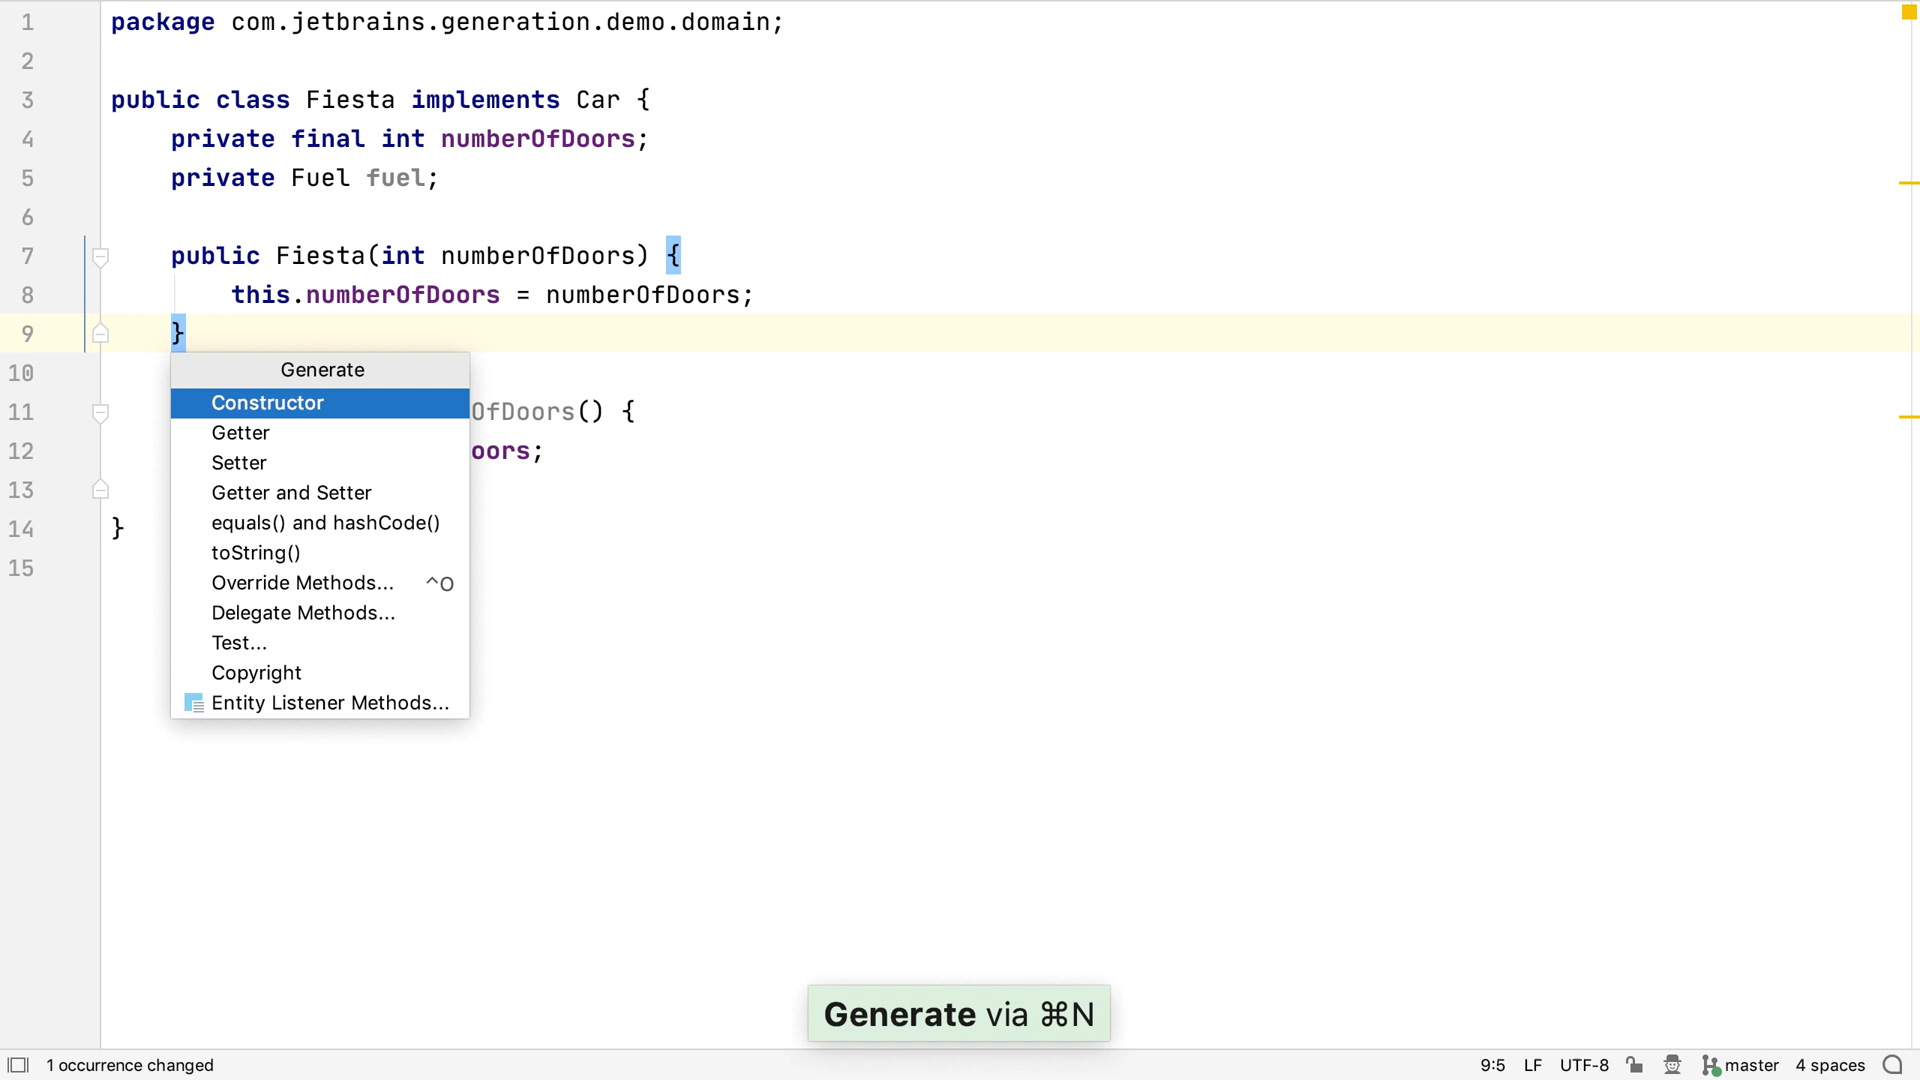 1 package com.jetbrains.generation.demo.domain;
2
3 public class Fiesta implements Car {
4 private final int numberOfDoors;
5 private Fuel fuel;
6
7 public Fiesta(int numberOfDoors) {
8 this.numberOfDoors = numberOfDoors;
9 }
Generate
10
Constructor
11 OfDoors() {
Getter
12 oors;
Setter
13
Getter and Setter
equals() and hashCode()
14 }
toString()
15
Override Methods... ^O
Delegate Methods...
Test...
Copyright
Entity Listener Methods...
Generate via ⌘N
1 occurrence changed 9:5 LF UTF-8 master 4 spaces